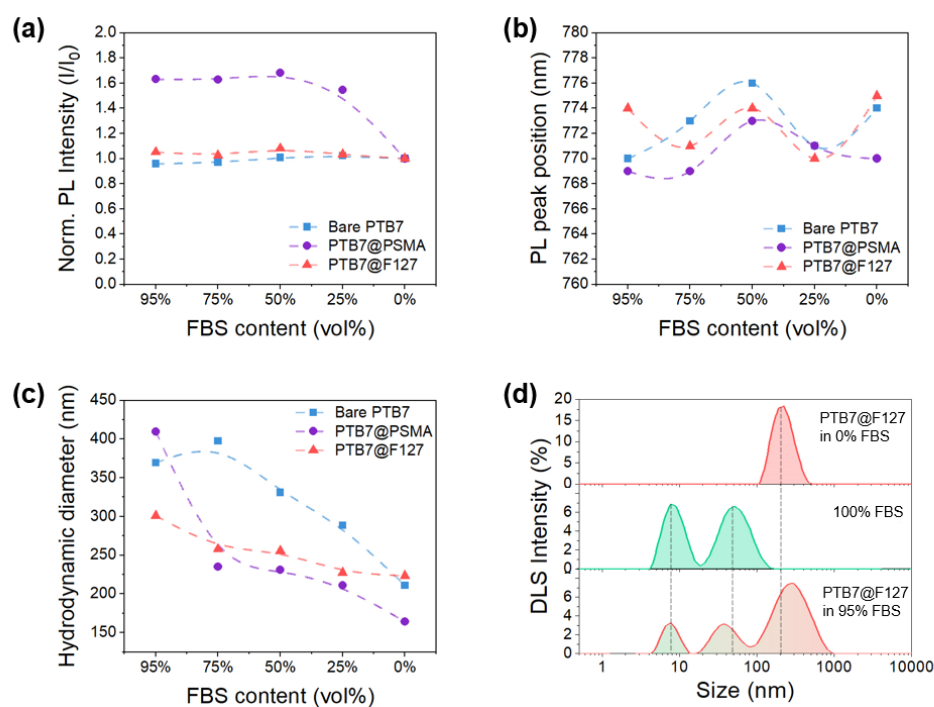 (a)
2.0
1.8
1.6
1.4
1.2
1.0
0.8
0.6
0.4
0.2
0.0
Norm. PL Intensity (I/I0)
Bare PTB7
PTB7@PSMA
PTB7@F127
95% 75% 50% 25% 0%
FBS content (vol%)
(b)
780
778
776
774
772
770
768
766
764
762
760
PL peak position (nm)
Bare PTB7
PTB7@PSMA
PTB7@F127
95% 75% 50% 25% 0%
FBS content (vol%)
(c)
450
400
350
300
250
200
150
Hydrodynamic diameter (nm)
Bare PTB7
PTB7@PSMA
PTB7@F127
95% 75% 50% 25% 0%
FBS content (vol%)
(d)
DLS Intensity (%)
20
15
10
5
0
PTB7@F127
in 0% FBS
6
4
2
0
100% FBS
6
4
2
0
PTB@F127
in 95% FBS
1 10 100 1000 10000
Size (nm)